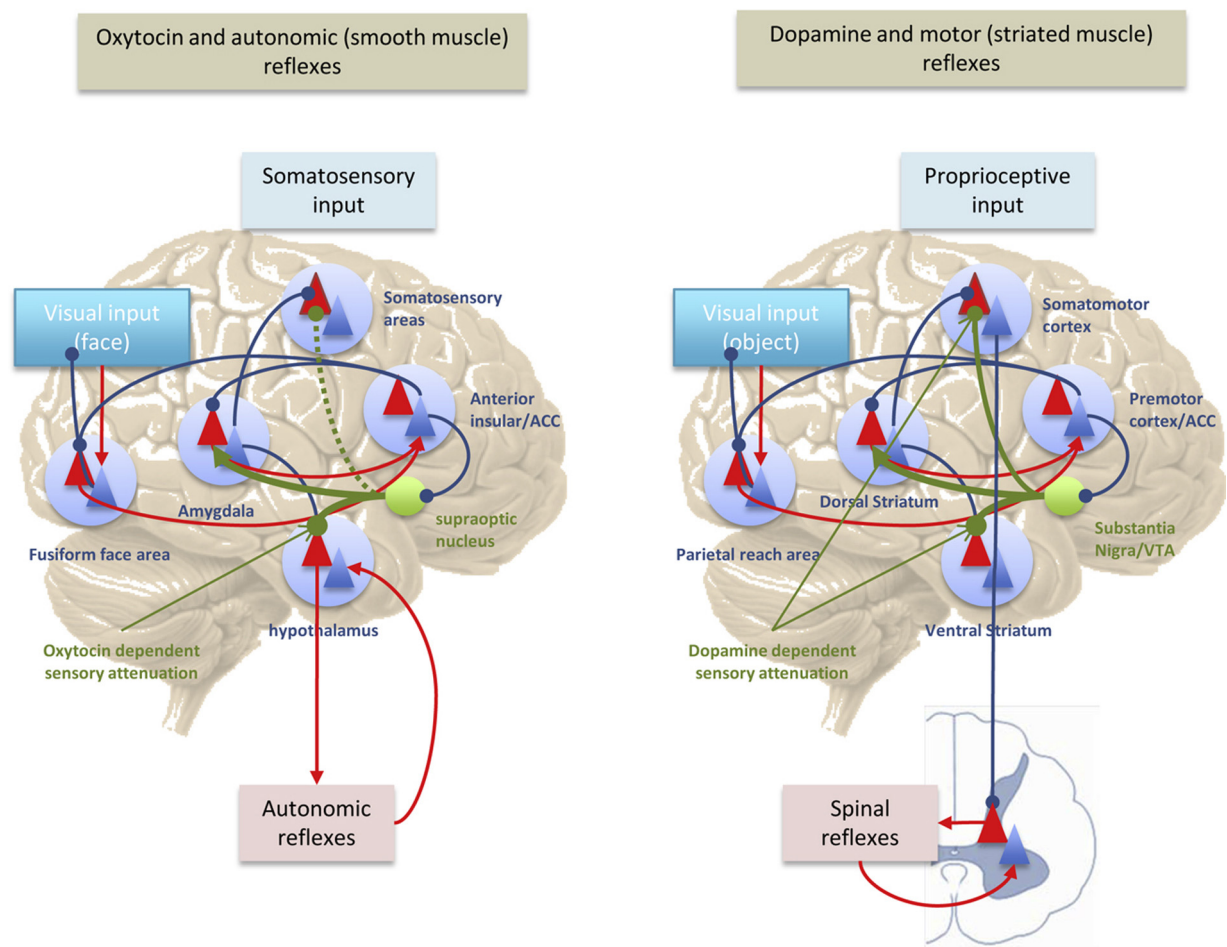 Oxytocin and autonomic (smooth muscle)
reflexes
Somatosensory
input
Visual input
(face)
Somatosensory
areas
Anterior
insular/ACC
Amygdala
supraoptic
nucleus
Fusiform face area
hypothalamus
Oxytocin dependent
sensory attenuation
Autonomic
reflexes
Dopamine and motor (striated muscle)
reflexes
Proprioceptive
input
Visual input
(object)
Somatomotor
cortex
Premotor
cortex/ACC
Dorsal Striatum
Substantia
Nigra/VTA
Parietal reach area
Ventral Striatum
Dopamine dependent
sensory attenuation
Spinal
reflexes